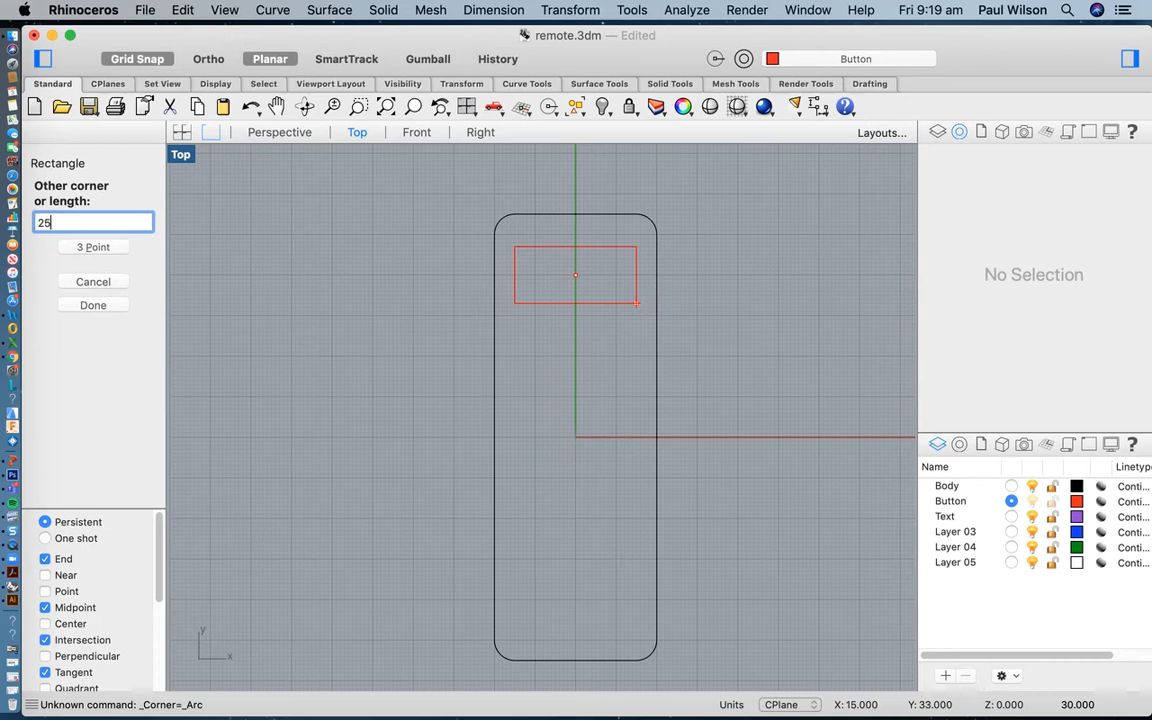 Rhinoceros File Edit View Curve Surface Solid Mesh Dimension Transform Tools Analyze Render Window Help Fri 9:19 am Paul Wilson
remote.3dm — Edited
Grid Snap Ortho Planar SmartTrack Gumball History Button
Standard CPlanes Set View Display Select Viewport Layout Visibility Transform Curve Tools Surface Tools Solid Tools Mesh Tools Render Tools Drafting
Perspective Top Front Right Layouts...
Top
Rectangle
Other corner
or length:
25
3 Point
Cancel
Done
No Selection
Name Linetype
Body Conti...
Button Conti...
Text Conti...
Layer 03 Conti...
Layer 04 Conti...
Layer 05 Conti...
Persistent
One shot
End
Near
Point
Midpoint
Center
Intersection
Perpendicular
Tangent
Quadrant
y
x
Unknown command: _Corner=_Arc Units CPlane X: 15.000 Y: 33.000 Z: 0.000 30.000